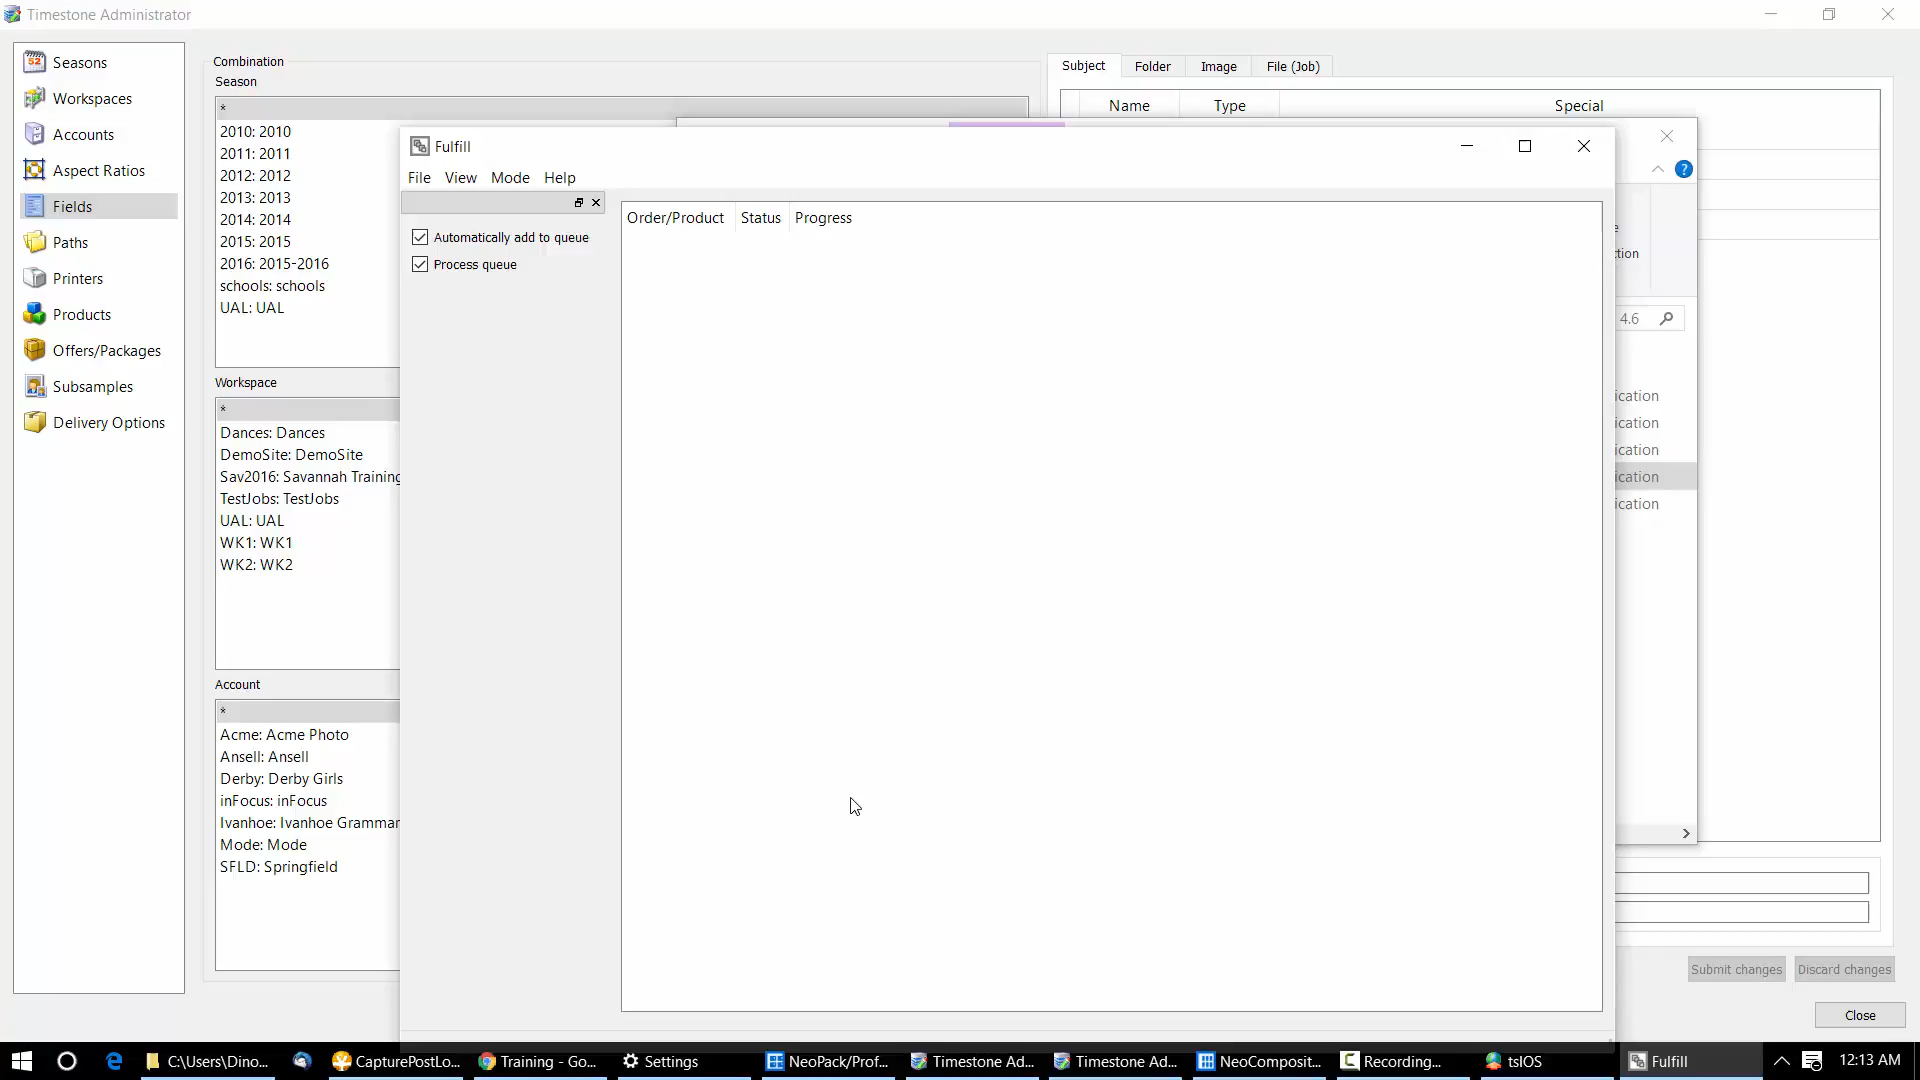 Timestone Administrator
Seasons
Workspaces
Accounts
Aspect Ratios
Fields
Paths
Printers
Products
Offers/Packages
Subsamples
Delivery Options
Combination
Season
*
2010: 2010
2011: 2011
2012: 2012
2013: 2013
2014: 2014
2015: 2015
2016: 2015-2016
schools: schools
UAL: UAL
Workspace
*
Dances: Dances
DemoSite: DemoSite
Sav2016: Savannah Training
TestJobs: TestJobs
UAL: UAL
WK1: WK1
WK2: WK2
Account
*
Acme: Acme Photo
Ansell: Ansell
Derby: Derby Girls
inFocus: inFocus
Ivanhoe: Ivanhoe Grammar
Mode: Mode
SFLD: Springfield
Fulfill
File View Mode Help
Automatically add to queue
Process queue
Order/Product Status Progress
Subject Folder Image File (Job)
Name Type Special
?
e
ction
4.6
ication
ication
ication
ication
ication
Submit changes Discard changes
Close
C:\Users\Dino... CapturePostLo... Training - Go... Settings NeoPack/Prof... Timestone Ad... Timestone Ad... NeoComposit... Recording... tsIOS Fulfill 12:13 AM